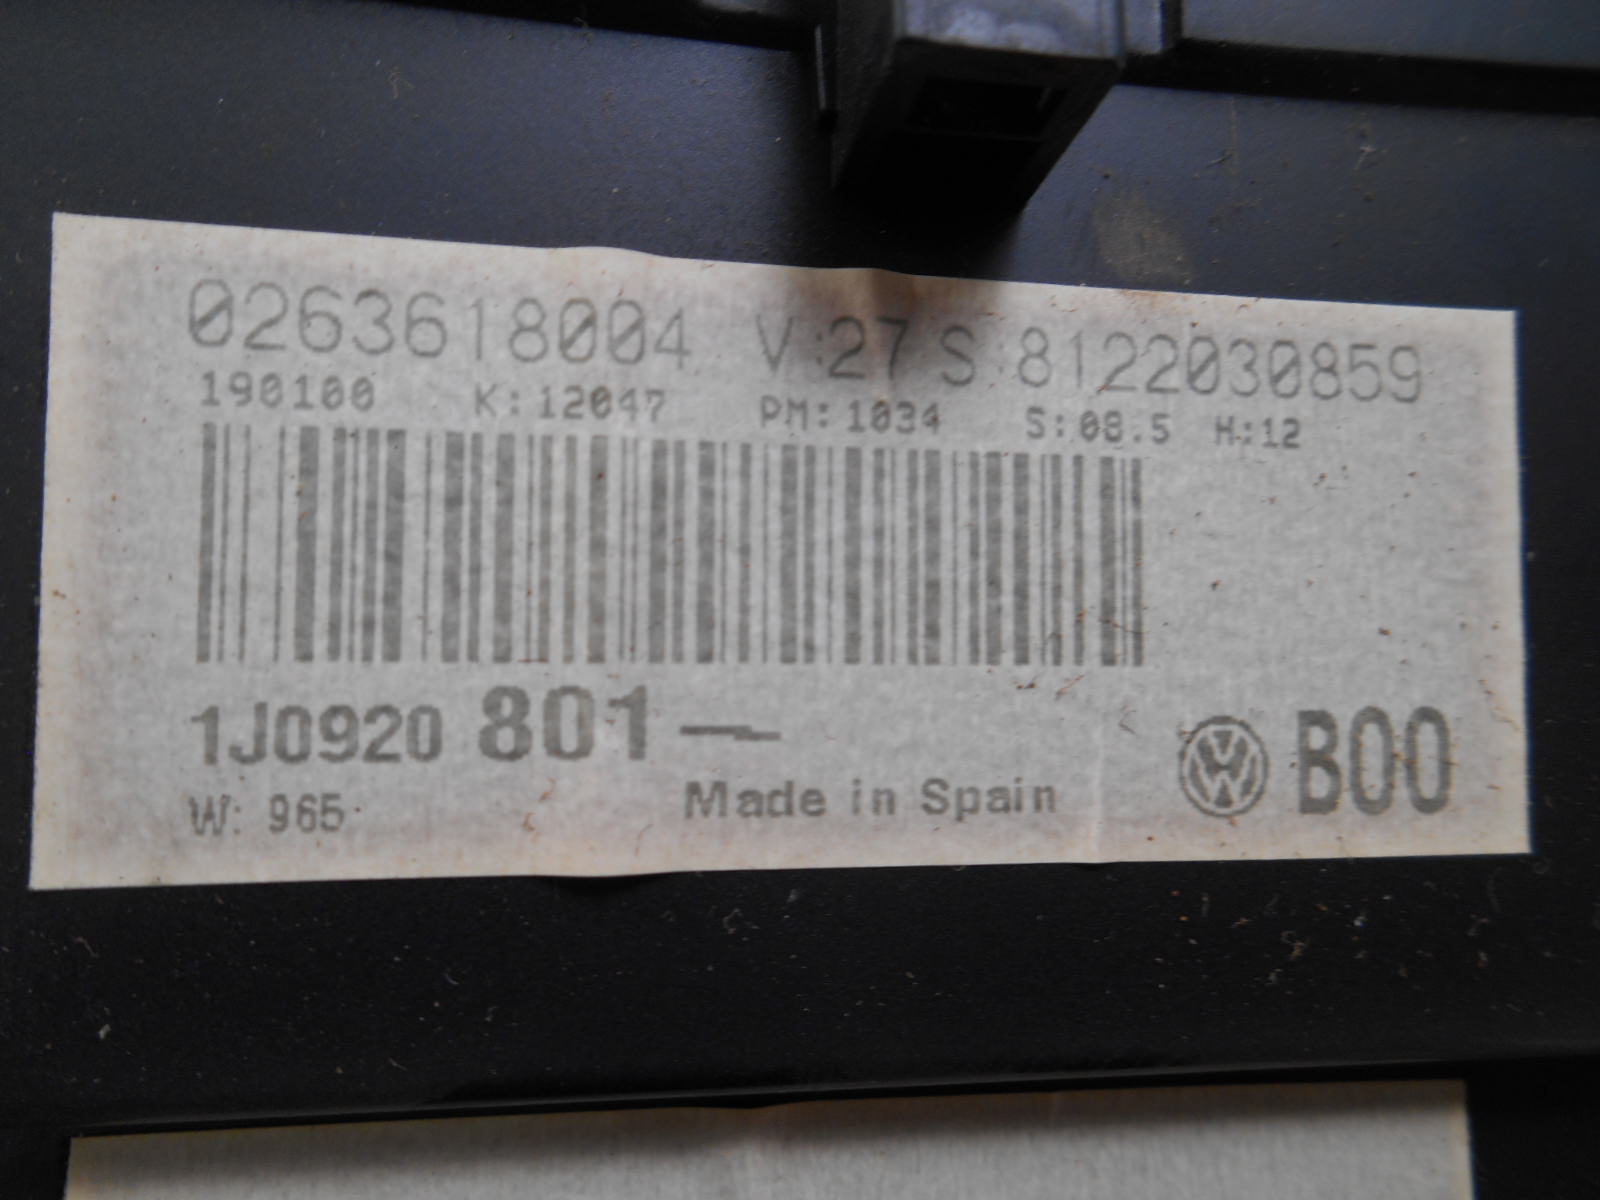 0263618004 V:27 S:8122030859
190100 K:12047 PM:1034 S:08.5 H:12
1J0920 801
B00
W: 965
Made in Spain